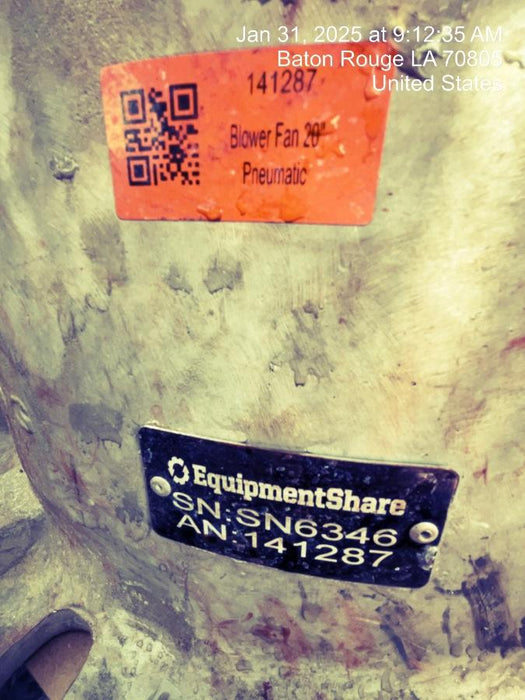 Jan 31, 2025 at 9:12:35 AM
Baton Rouge LA 70805
United States
141287
Blower Fan 20"
Pneumatic
EquipmentShare
SN:SN6346
AN:141287